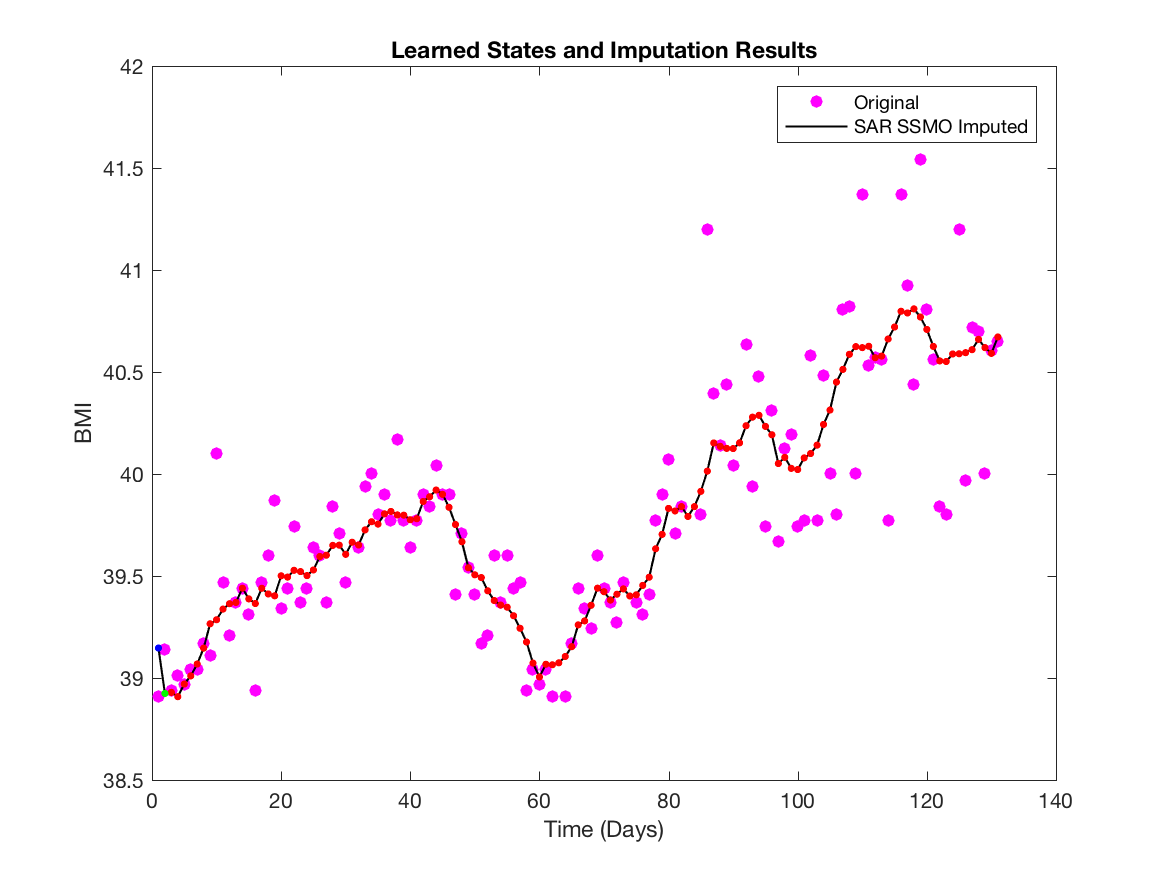 Learned States and Imputation Results
Original
SAR SSMO Imputed
42
41.5
41
40.5
40
39.5
39
38.5
BMI
0 20 40 60 80 100 120 140
Time (Days)